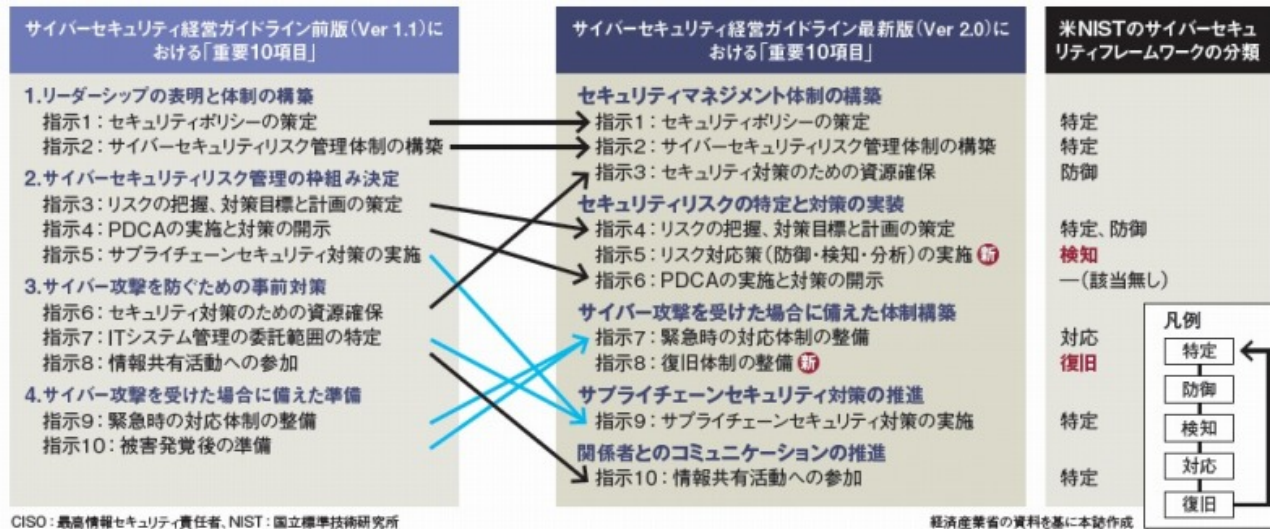 サイバーセキュリティ経営ガイドライン前版(Ver 1.1)に
おける「重要10項目」
1.リーダーシップの表明と体制の構築
指示1：セキュリティポリシーの策定
指示2：サイバーセキュリティリスク管理体制の構築
2.サイバーセキュリティリスク管理の枠組み決定
指示3：リスクの把握、対策目標と計画の策定
指示4：PDCAの実施と対策の開示
指示5：サプライチェーンセキュリティ対策の実施
3.サイバー攻撃を防ぐための事前対策
指示6：セキュリティ対策のための資源確保
指示7：ITシステム管理の委託範囲の特定
指示8：情報共有活動への参加
4.サイバー攻撃を受けた場合に備えた準備
指示9：緊急時の対応体制の整備
指示10：被害発覚後の準備
サイバーセキュリティ経営ガイドライン最新版(Ver 2.0)に
おける「重要10項目」
セキュリティマネジメント体制の構築
指示1：セキュリティポリシーの策定
指示2：サイバーセキュリティリスク管理体制の構築
指示3：セキュリティ対策のための資源確保
セキュリティリスクの特定と対策の実装
指示4：リスクの把握、対策目標と計画の策定
指示5：リスク対応策(防御・検知・分析)の実施 新
指示6：PDCAの実施と対策の開示
サイバー攻撃を受けた場合に備えた体制構築
指示7：緊急時の対応体制の整備
指示8：復旧体制の整備 新
サプライチェーンセキュリティ対策の推進
指示9：サプライチェーンセキュリティ対策の実施
関係者とのコミュニケーションの推進
指示10：情報共有活動への参加
米NISTのサイバーセキュ
リティフレームワークの分類
特定
特定
防御
特定、防御
検知
―(該当無し)
対応
復旧
特定
特定
凡例
特定
防御
検知
対応
復旧
CISO：最高情報セキュリティ責任者、NIST：国立標準技術研究所
経済産業省の資料を基に本誌作成